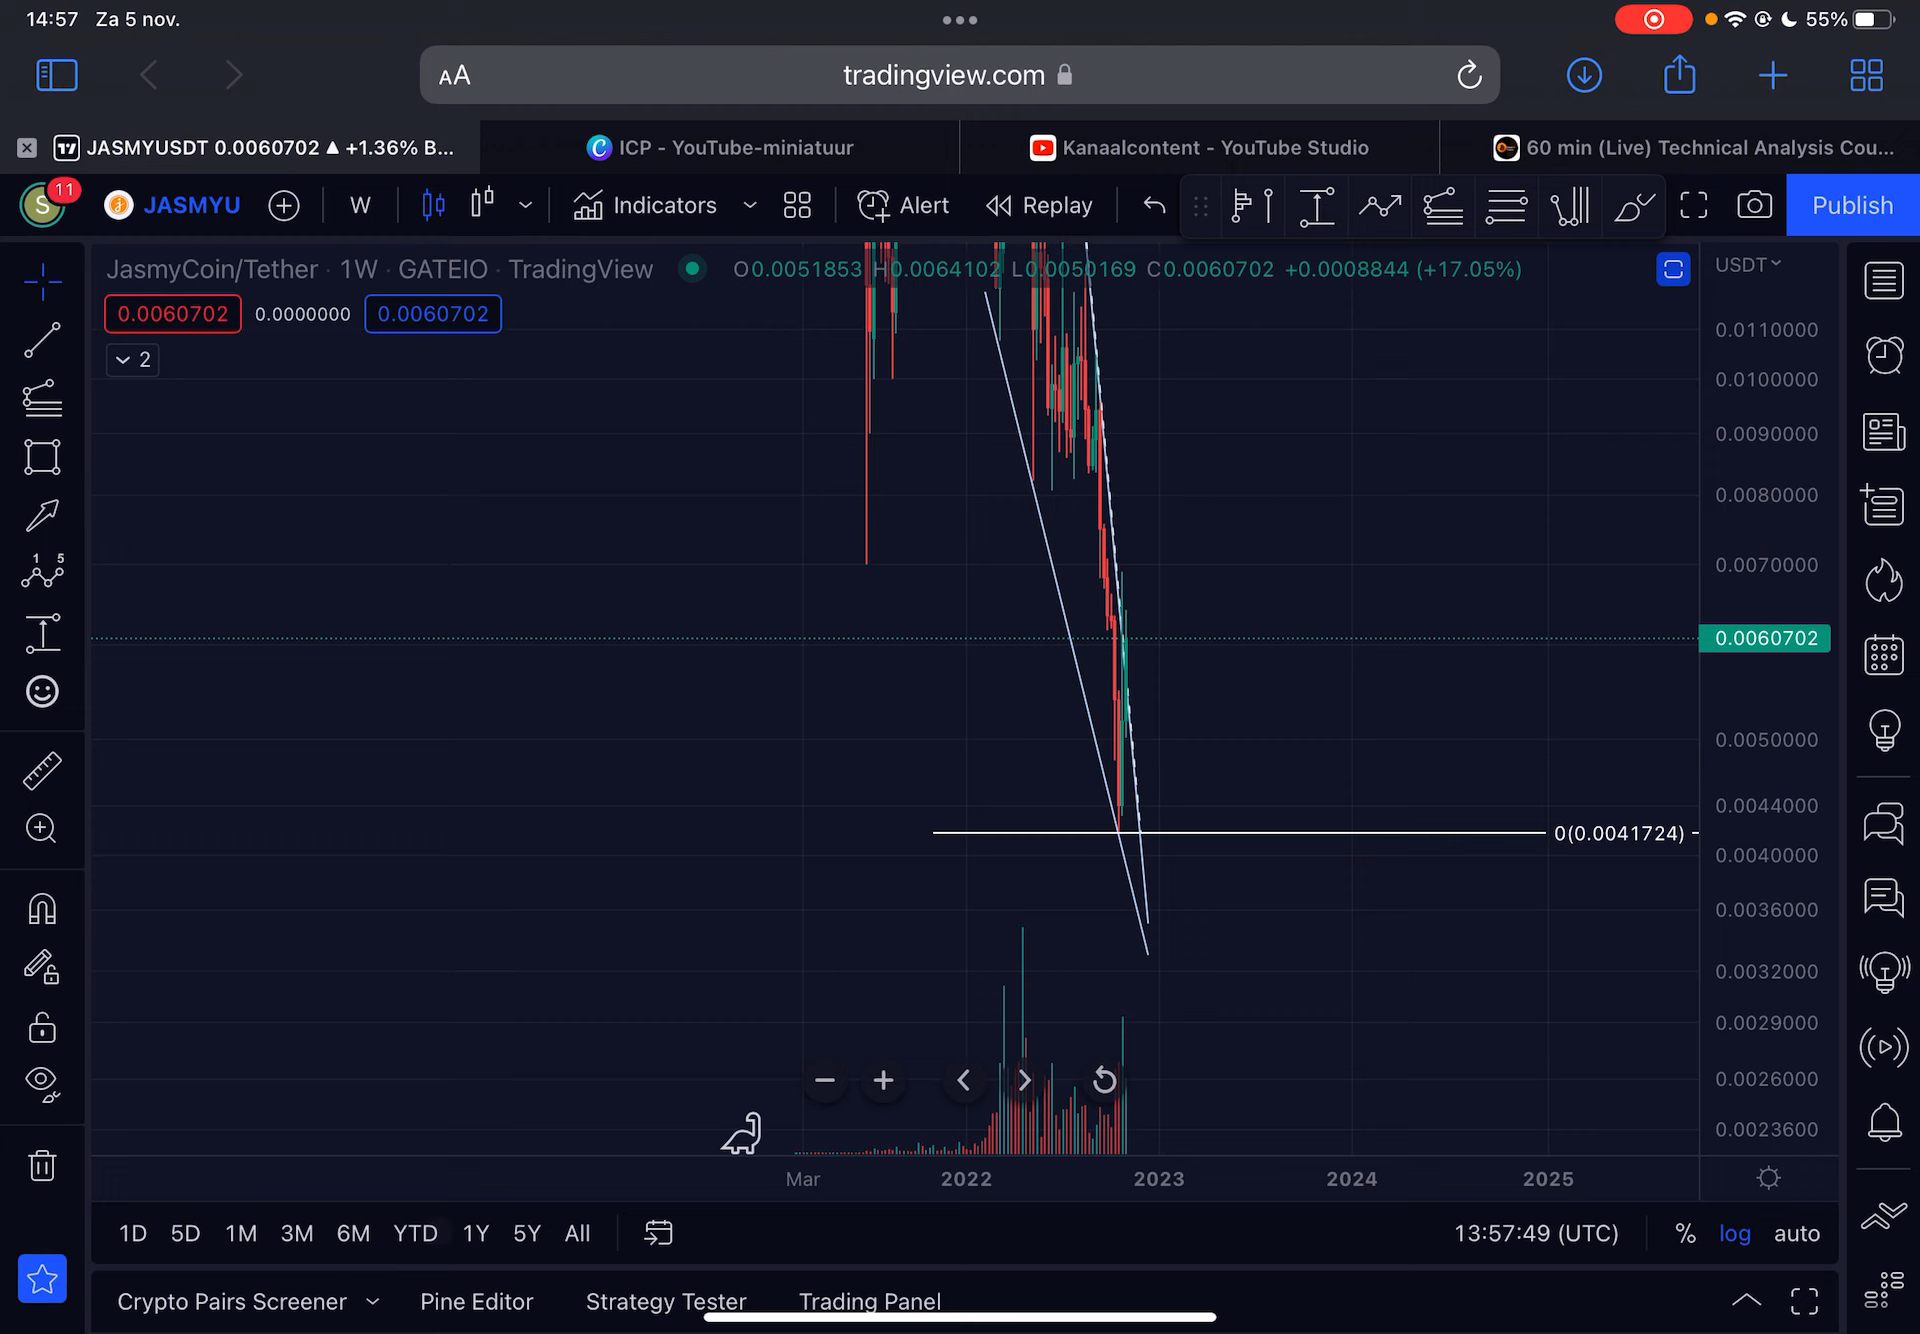 14:57 Za 5 nov.
55%
AA tradingview.com
JASMYUSDT 0.0060702 ▲ +1.36% B...
ICP - YouTube-miniatuur
Kanaalcontent - YouTube Studio
60 min (Live) Technical Analysis Cou...
S 11 JASMYU W Indicators Alert Replay Publish
JasmyCoin/Tether · 1W · GATEIO · TradingView
O0.0051853 H0.0064102 L0.0050169 C0.0060702 +0.0008844 (+17.05%)
USDT
0.0060702 0.0000000 0.0060702
2
0.0110000
0.0100000
0.0090000
0.0080000
0.0070000
0.0060702
0.0050000
0.0044000
0(0.0041724)
0.0040000
0.0036000
0.0032000
0.0029000
0.0026000
0.0023600
1 5
Mar 2022 2023 2024 2025
1D 5D 1M 3M 6M YTD 1Y 5Y All
13:57:49 (UTC) % log auto
Crypto Pairs Screener Pine Editor Strategy Tester Trading Panel